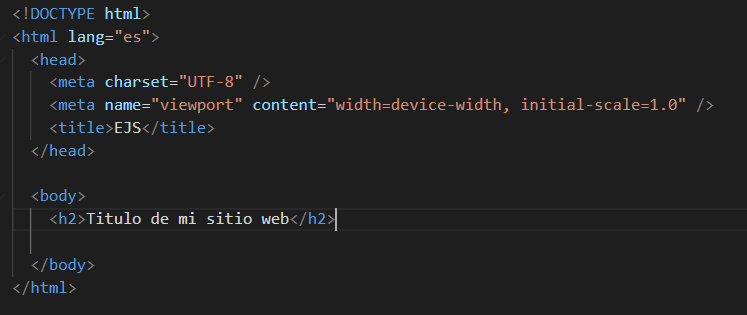 <!DOCTYPE html>
<html lang="es">
<head>
<meta charset="UTF-8" />
<meta name="viewport" content="width=device-width, initial-scale=1.0" />
<title>EJS</title>
</head>
<body>
<h2>Titulo de mi sitio web</h2>
</body>
</html>